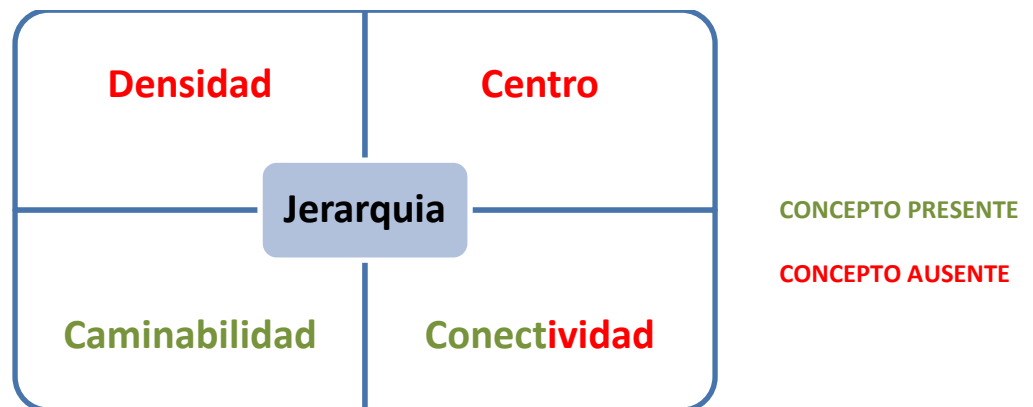 Densidad
Centro
Jerarquia
CONCEPTO PRESENTE
CONCEPTO AUSENTE
Caminabilidad
Conectividad